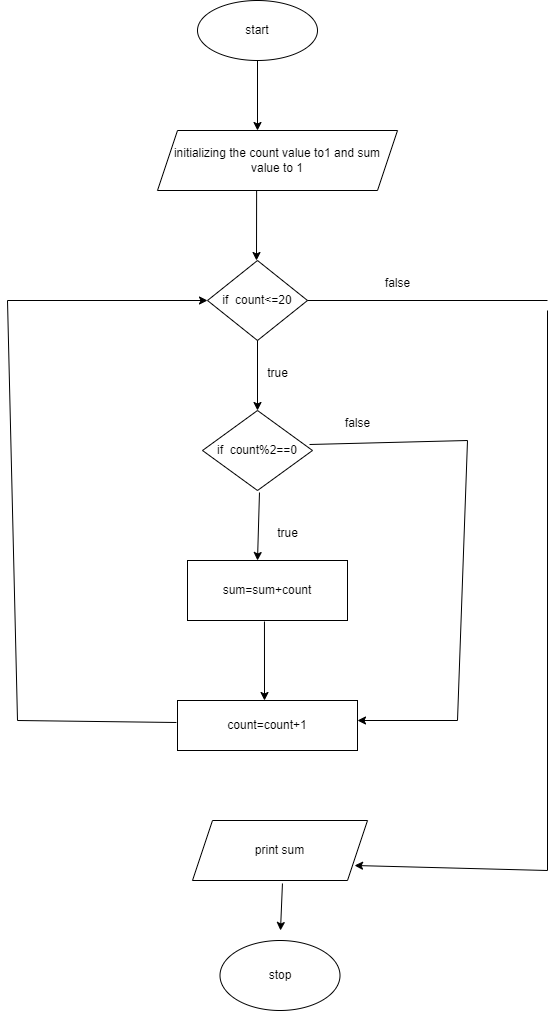 start
initializing the count value to1 and sum
value to 1
if count<=20
false
true
false
if count%2==0
true
sum=sum+count
count=count+1
print sum
stop